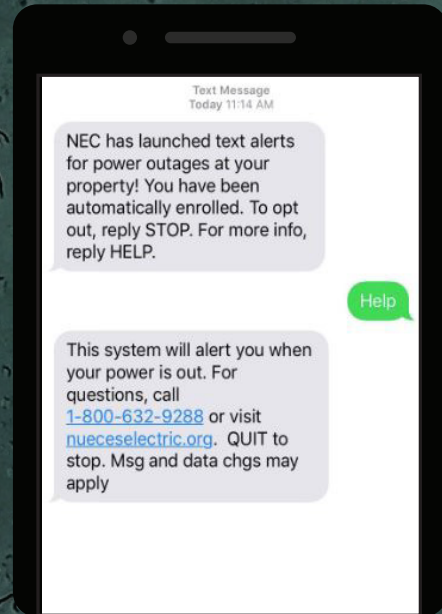 Text Message
Today 11:14 AM
NEC has launched text alerts
for power outages at your
property! You have been
automatically enrolled. To opt
out, reply STOP. For more info,
reply HELP.
Help
This system will alert you when
your power is out. For
questions, call
1-800-632-9288 or visit
nueceselectric.org.  QUIT to
stop. Msg and data chgs may
apply